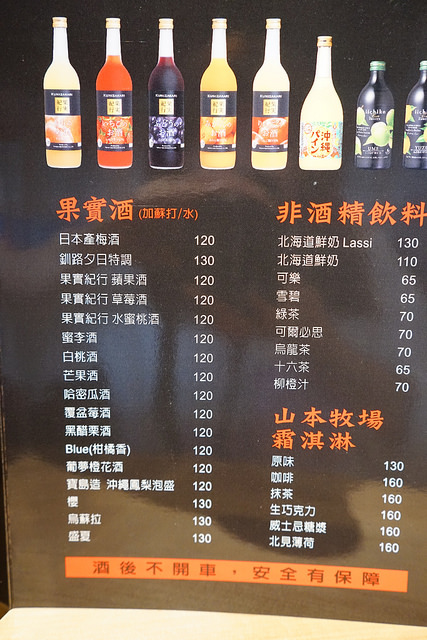 果實酒 (加蘇打/水)
日本產梅酒 120
釧路夕日特調 130
果實紀行 蘋果酒 120
果實紀行 草莓酒 120
果實紀行 水蜜桃酒 120
蜜李酒 120
白桃酒 120
芒果酒 120
哈密瓜酒 120
覆盆莓酒 120
黑醋栗酒 120
Blue(柑橘香) 120
葡萄橙花酒 120
寶島造 沖繩鳳梨泡盛 120
櫻 130
烏蘇拉 130
盛夏 130
非酒精飲料
北海道鮮奶 Lassi 130
北海道鮮奶 110
可樂 65
雪碧 65
綠茶 70
可爾必思 70
烏龍茶 70
十六茶 65
柳橙汁 70
山本牧場
霜淇淋
原味 130
咖啡 160
抹茶 160
生巧克力 160
威士忌糖漿 160
北見薄荷 160
酒後不開車，安全有保障